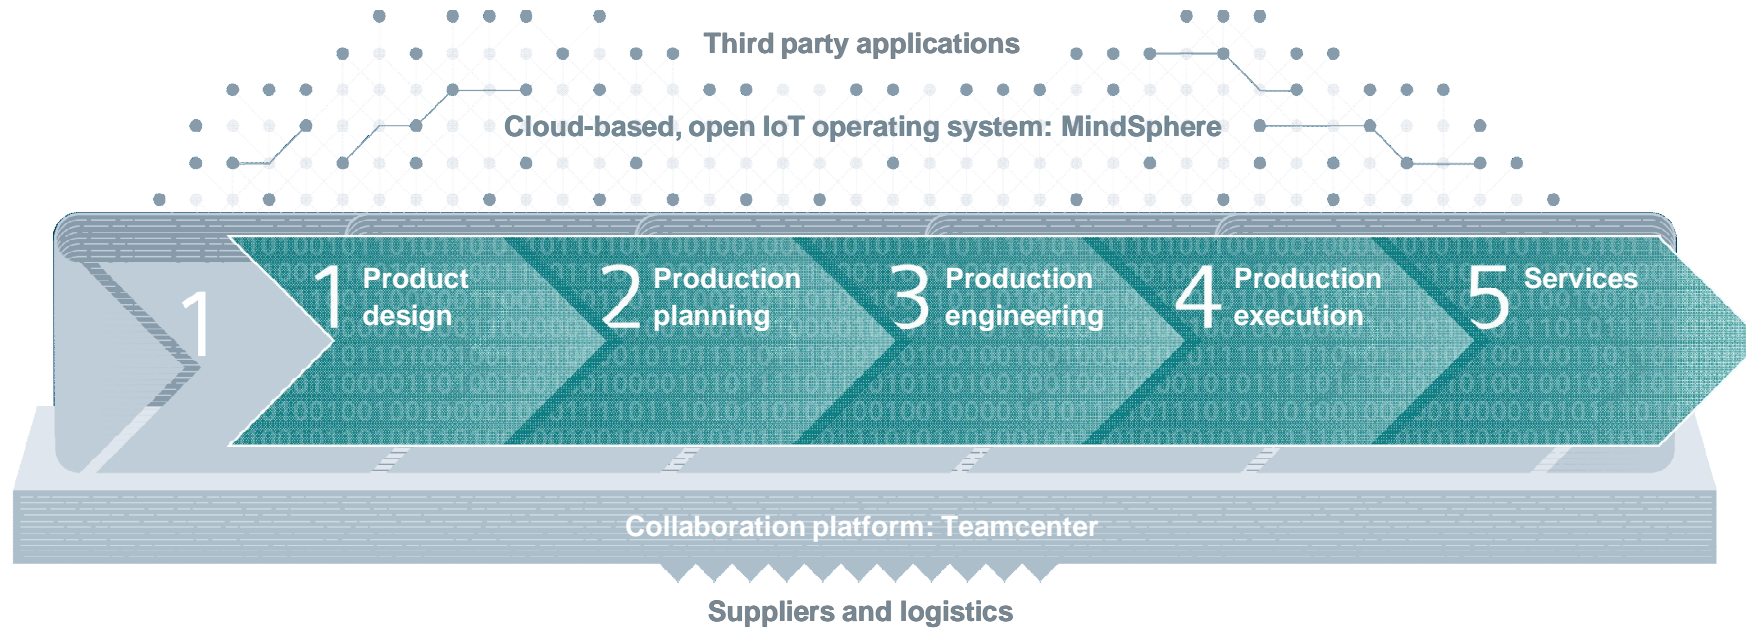 Third party applications
Cloud-based, open IoT operating system: MindSphere
1
1 Product
design
2 Production
planning
3 Production
engineering
4 Production
execution
5 Services
Collaboration platform: Teamcenter
Suppliers and logistics